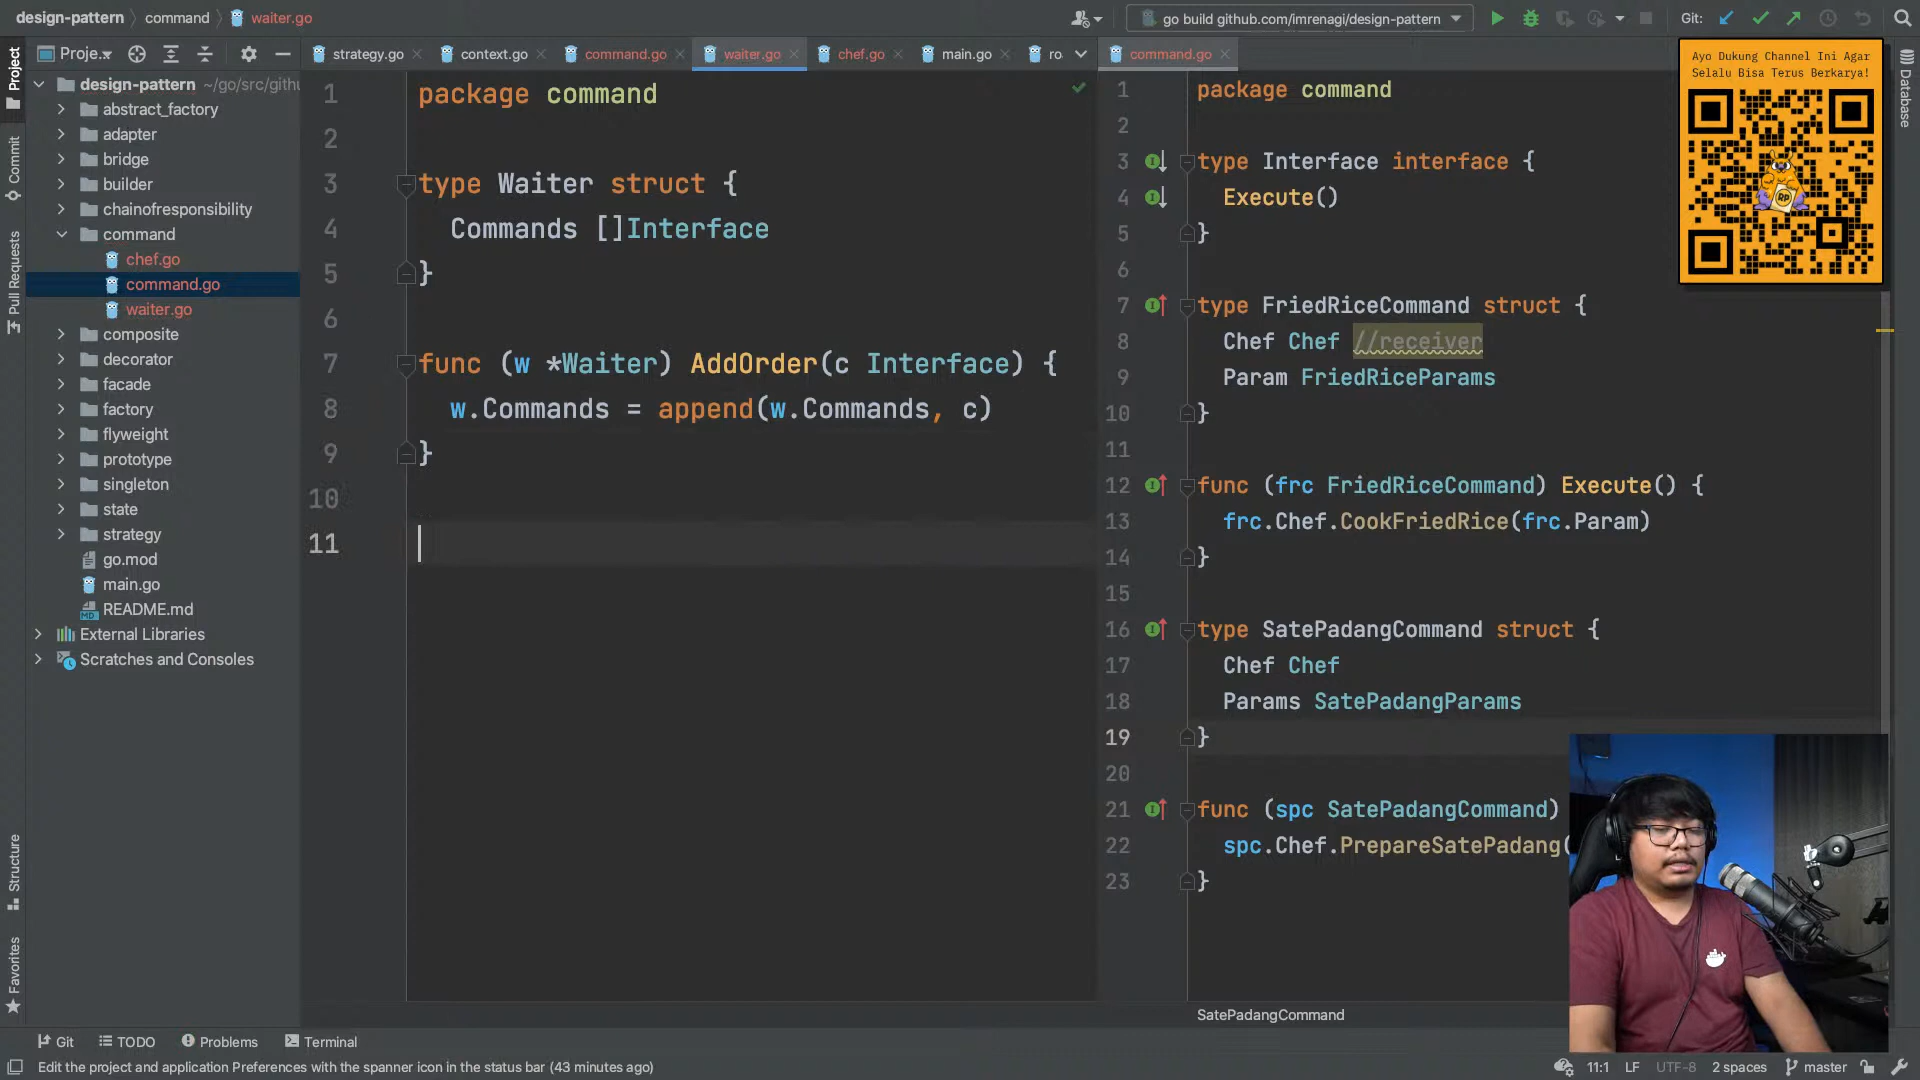 design-pattern
command
waiter.go
go build github.com/imrenagi/design-pattern
Git:
Proje..
strategy.go
context.go
command.go
waiter.go
chef.go
main.go
ro
command.go
Project
Commit
Pull Requests
Structure
Favorites
Database
design-pattern ~/go/src/gith
abstract_factory
adapter
bridge
builder
chainofresponsibility
command
chef.go
command.go
waiter.go
composite
decorator
facade
factory
flyweight
prototype
singleton
state
strategy
go.mod
main.go
README.md
External Libraries
Scratches and Consoles
1 package command
2
3 type Waiter struct {
4 Commands []Interface
5 }
6
7 func (w *Waiter) AddOrder(c Interface) {
8 w.Commands = append(w.Commands, c)
9 }
10
11
1 package command
2
3 type Interface interface {
4 Execute()
5 }
6
7 type FriedRiceCommand struct {
8 Chef Chef //receiver
9 Param FriedRiceParams
10 }
11
12 func (frc FriedRiceCommand) Execute() {
13 frc.Chef.CookFriedRice(frc.Param)
14 }
15
16 type SatePadangCommand struct {
17 Chef Chef
18 Params SatePadangParams
19 }
20
21 func (spc SatePadangCommand)
22 spc.Chef.PrepareSatePadang(
23 }
SatePadangCommand
Ayo Dukung Channel Ini Agar
Selalu Bisa Terus Berkarya!
RP
Git
TODO
Problems
Terminal
Edit the project and application Preferences with the spanner icon in the status bar (43 minutes ago)
11:1
LF
UTF-8
2 spaces
master